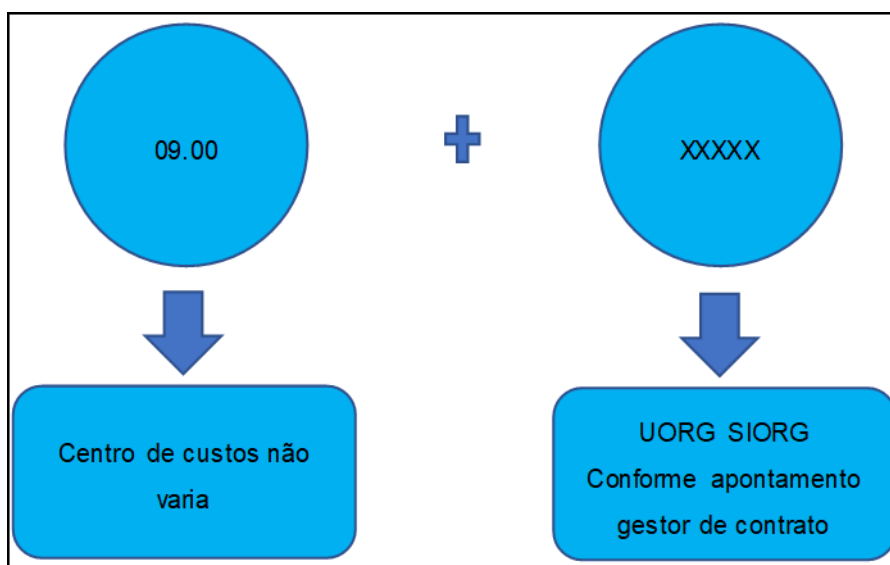 09.00
XXXXX
Centro de custos não
varia
UORG SIORG
Conforme apontamento
gestor de contrato